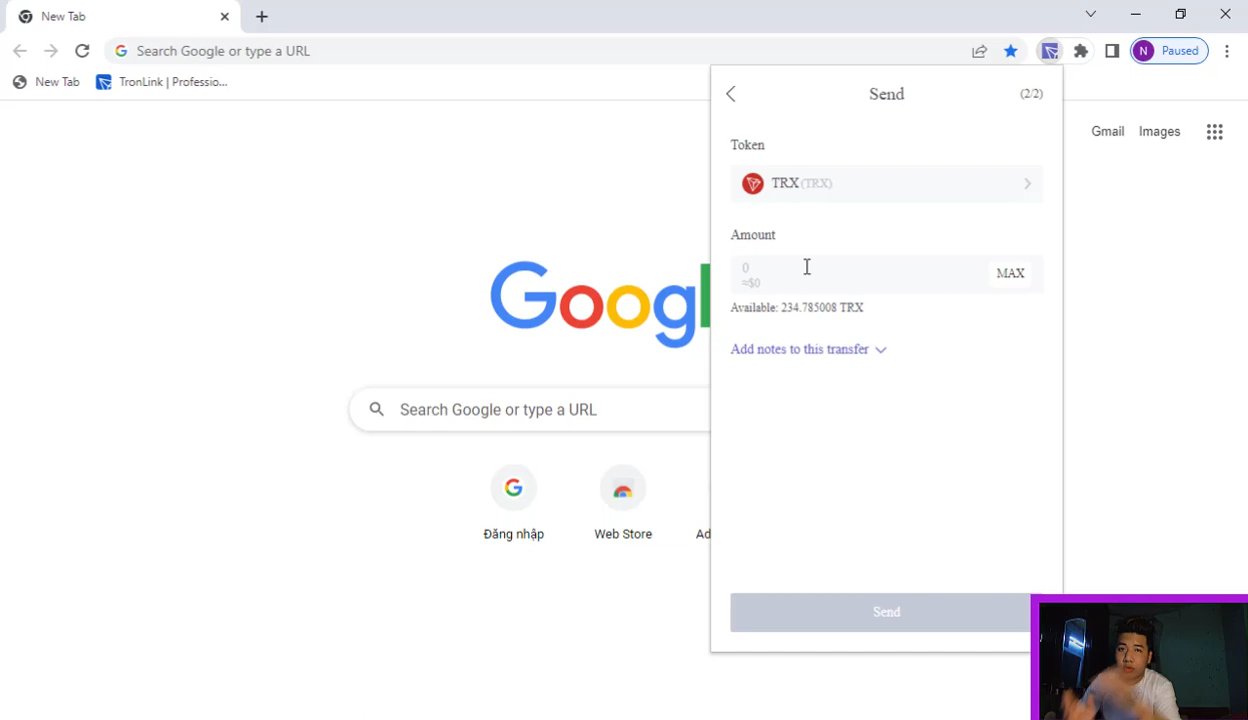 New Tab
Search Google or type a URL
N Paused
New Tab
TronLink | Professio...
Gmail Images
Send
(2/2)
Token
TRX (TRX)
Amount
0
≈$0
MAX
Available: 234.785008 TRX
Add notes to this transfer
Send
Googl
Search Google or type a URL
Đăng nhập
Web Store
Ad